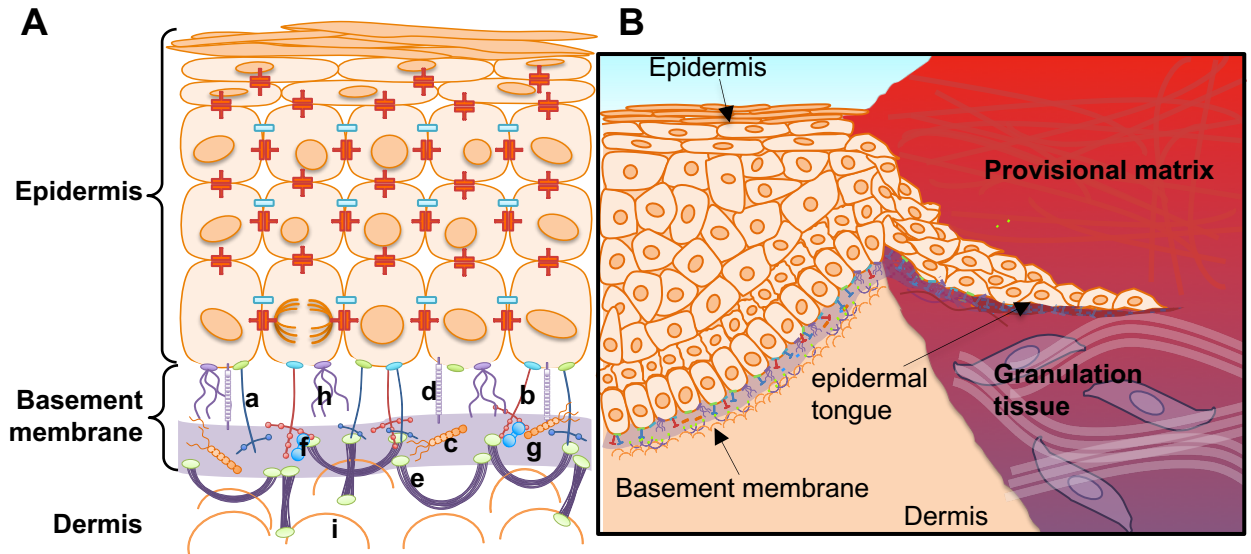 A
Epidermis
Basement
membrane
Dermis
a
h
d
b
f
c
g
e
i
B
Epidermis
Provisional matrix
epidermal
tongue
Granulation
tissue
Basement membrane
Dermis